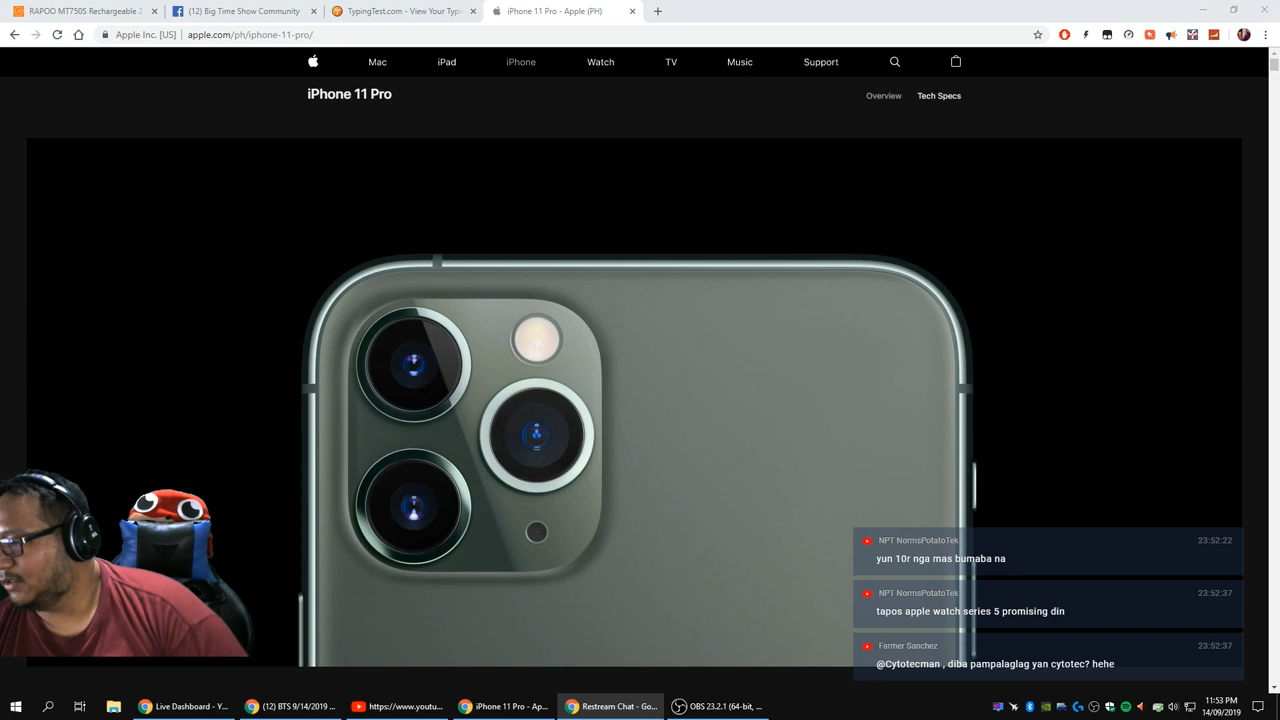 RAPOO MT750S Rechargeable 2.
(12) Big Time Show Community
TypingTest.com - View Your Type
iPhone 11 Pro - Apple (PH)
Apple Inc. [US] | apple.com/ph/iphone-11-pro/
Mac
iPad
iPhone
Watch
TV
Music
Support
iPhone 11 Pro
Overview
Tech Specs
NPT NormsPotatoTek 23:52:22
yun 10r nga mas bumaba na
NPT NormsPotatoTek 23:52:37
tapos apple watch series 5 promising din
Farmer Sanchez 23:52:37
@Cytotecman , diba pampalaglag yan cytotec? hehe
Live Dashboard - Y...
(12) BTS 9/14/2019 ...
https://www.youtu...
iPhone 11 Pro - Ap...
Restream Chat - Go...
OBS 23.2.1 (64-bit, ...
11:53 PM
14/09/2019